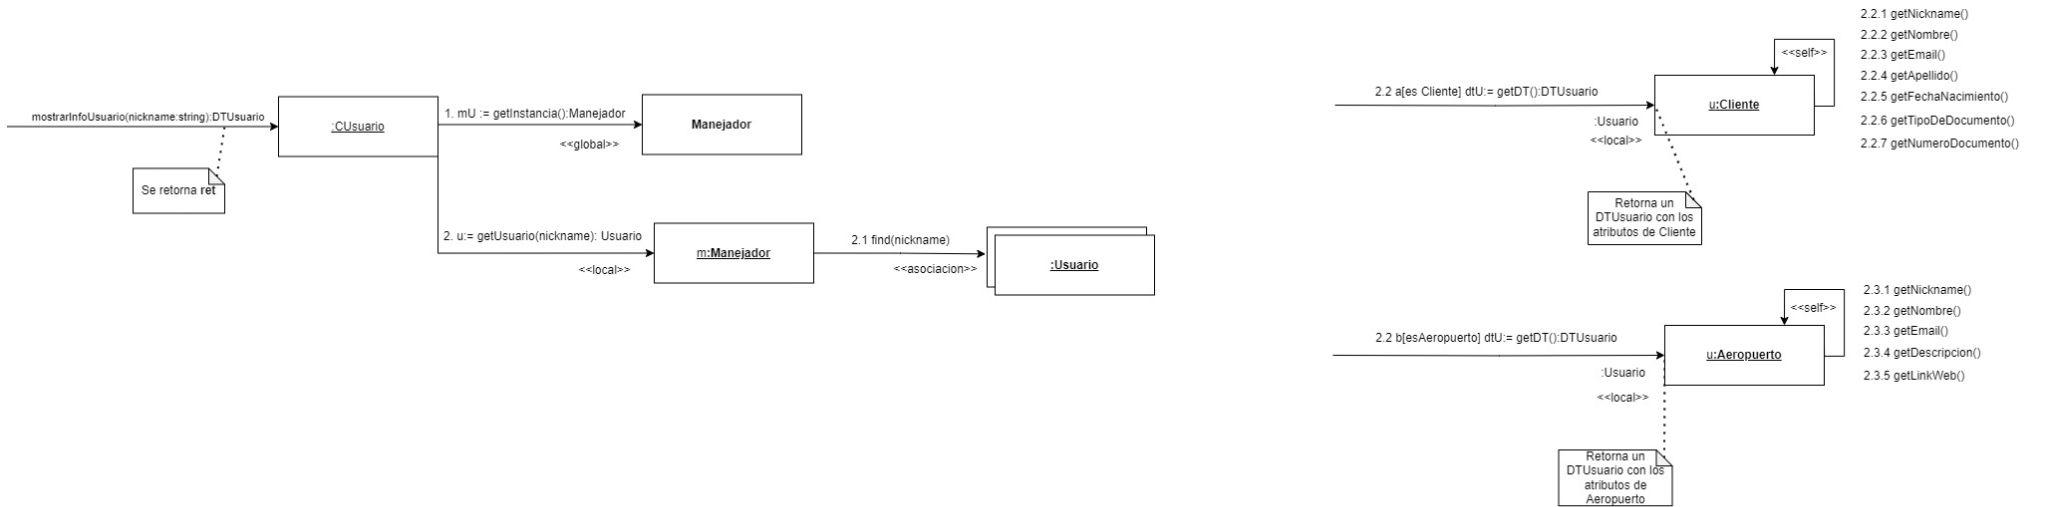 mostrarInfoUsuario(nickname:string):DTUsuario
Se retorna ret
:CUsuario
1. mU := getInstancia():Manejador
<<global>>
Manejador
2. u:= getUsuario(nickname): Usuario
<<local>>
m:Manejador
2.1 find(nickname)
<<asociacion>>
:Usuario
2.2 a[es Cliente] dtU:= getDT():DTUsuario
:Usuario
<<local>>
u:Cliente
<<self>>
2.2.1 getNickname()
2.2.2 getNombre()
2.2.3 getEmail()
2.2.4 getApellido()
2.2.5 getFechaNacimiento()
2.2.6 getTipoDeDocumento()
2.2.7 getNumeroDocumento()
Retorna un
DTUsuario con los
atributos de Cliente
2.2 b[esAeropuerto] dtU:= getDT():DTUsuario
:Usuario
<<local>>
u:Aeropuerto
<<self>>
2.3.1 getNickname()
2.3.2 getNombre()
2.3.3 getEmail()
2.3.4 getDescripcion()
2.3.5 getLinkWeb()
Retorna un
DTUsuario con los
atributos de
Aeropuerto